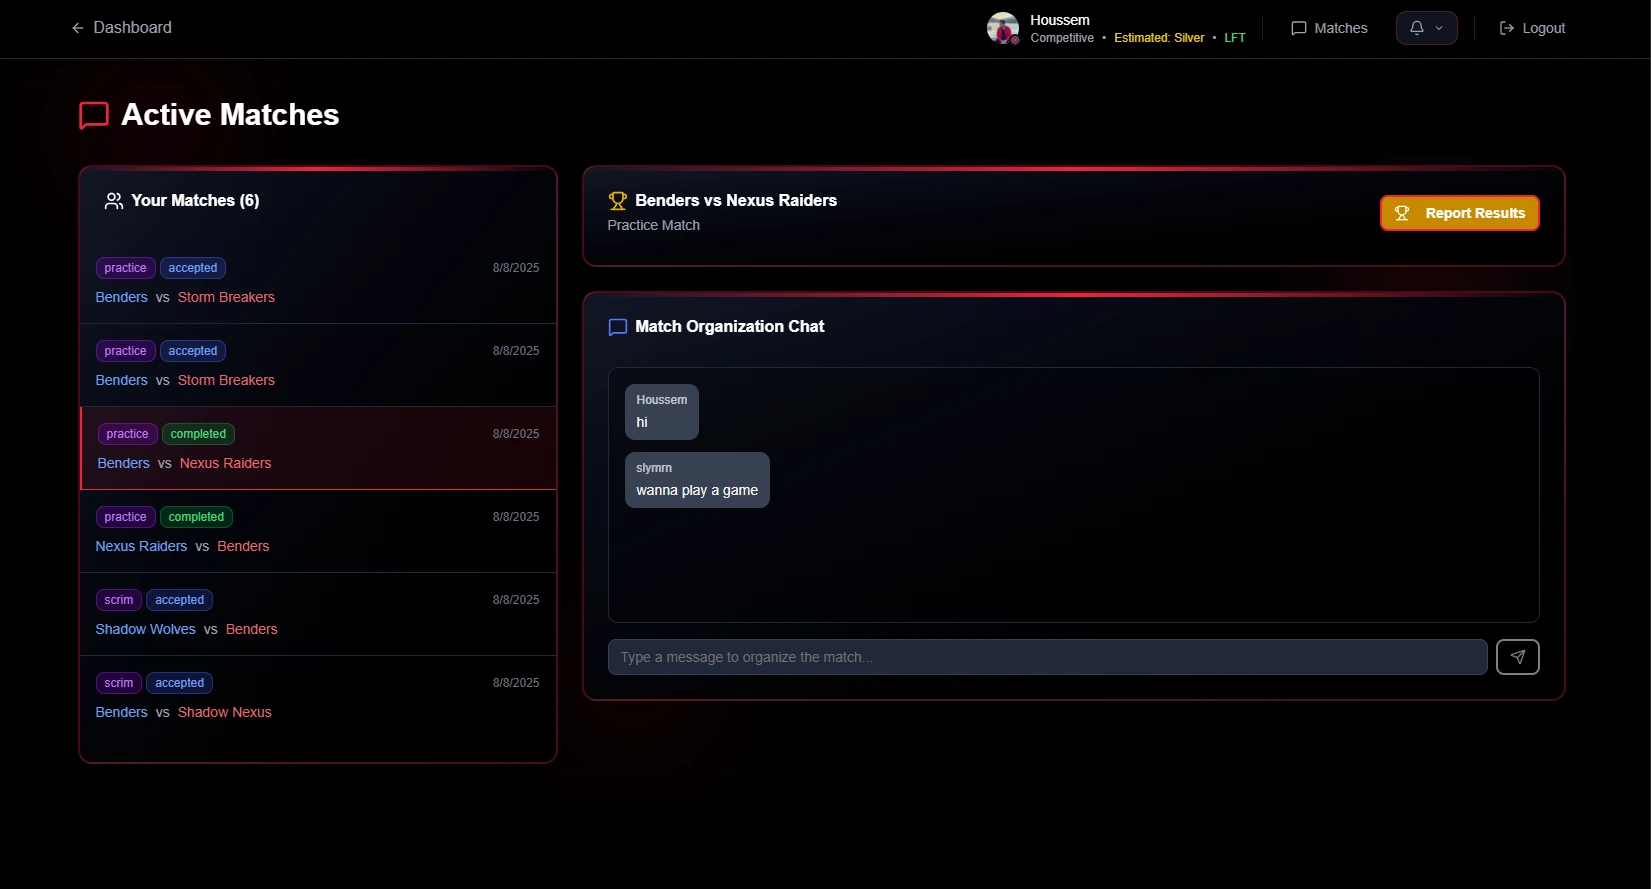 Dashboard
Houssem
Competitive • Estimated: Silver • LFT
Matches
Logout
Active Matches
Your Matches (6)
practice accepted 8/8/2025
Benders vs Storm Breakers
practice accepted 8/8/2025
Benders vs Storm Breakers
practice completed 8/8/2025
Benders vs Nexus Raiders
practice completed 8/8/2025
Nexus Raiders vs Benders
scrim accepted 8/8/2025
Shadow Wolves vs Benders
scrim accepted 8/8/2025
Benders vs Shadow Nexus
Benders vs Nexus Raiders
Practice Match
Report Results
Match Organization Chat
Houssem
hi
slymrn
wanna play a game
Type a message to organize the match...